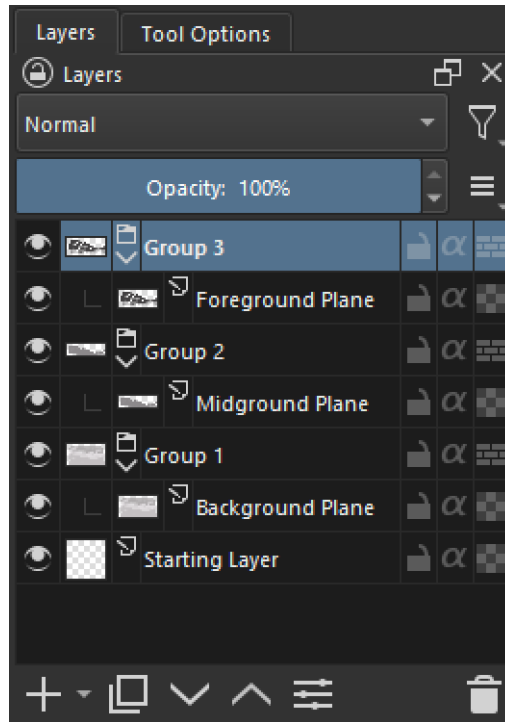 Layers
Tool Options
Layers
Normal
Opacity: 100%
Group 3
Foreground Plane
Group 2
Midground Plane
Group 1
Background Plane
Starting Layer